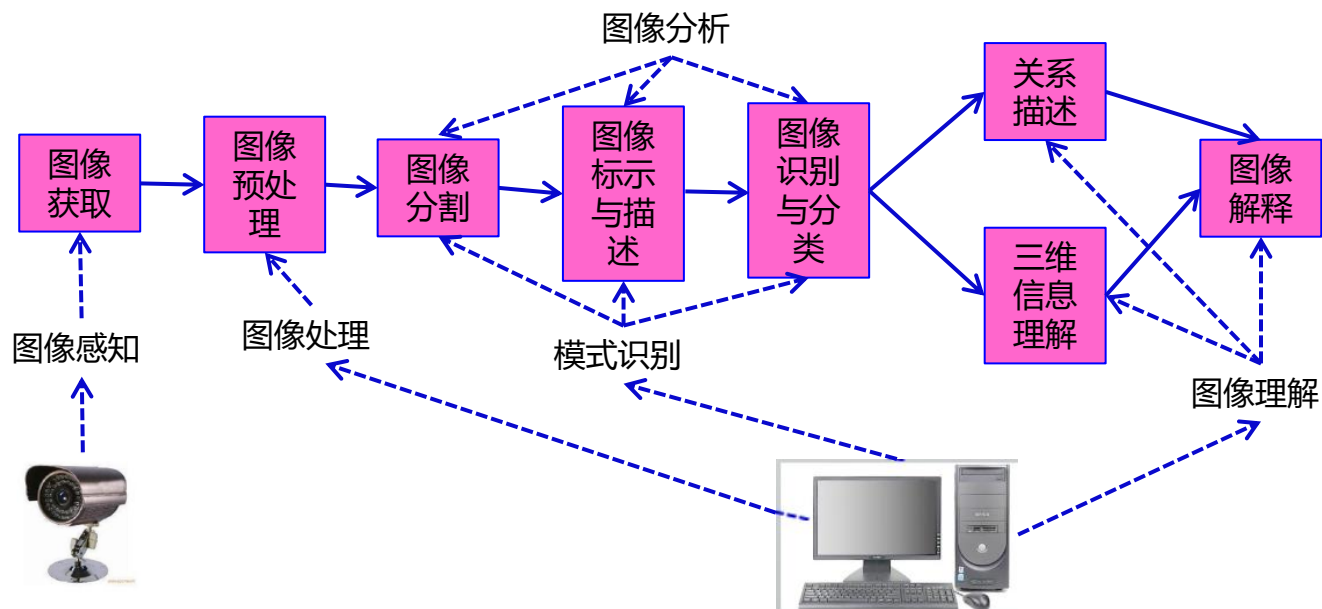 图像分析
图像
获取
图像
预处
理
图像
分割
图像
标示
与描
述
图像
识别
与分
类
关系
描述
三维
信息
理解
图像
解释
图像感知
图像处理
模式识别
图像理解